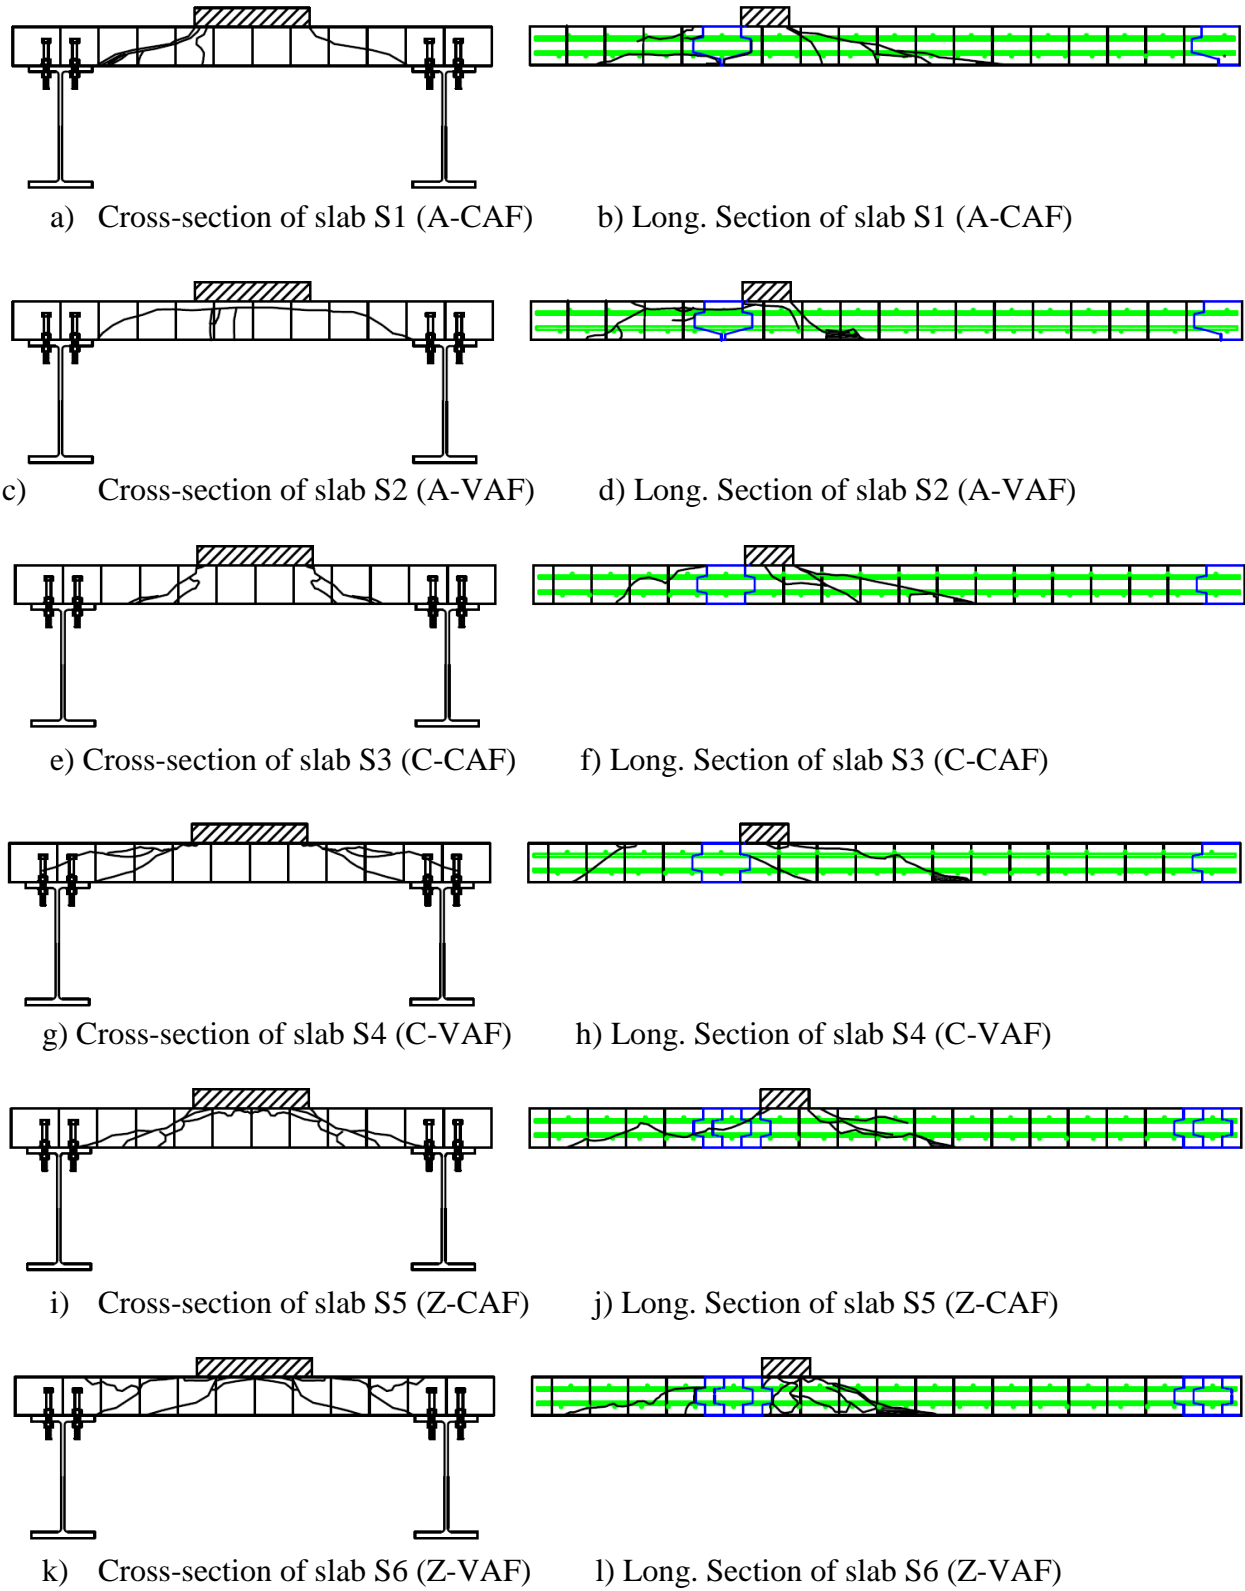 a) Cross-section of slab S1 (A-CAF) b) Long. Section of slab S1 (A-CAF)
c) Cross-section of slab S2 (A-VAF) d) Long. Section of slab S2 (A-VAF)
e) Cross-section of slab S3 (C-CAF) f) Long. Section of slab S3 (C-CAF)
g) Cross-section of slab S4 (C-VAF) h) Long. Section of slab S4 (C-VAF)
i) Cross-section of slab S5 (Z-CAF) j) Long. Section of slab S5 (Z-CAF)
k) Cross-section of slab S6 (Z-VAF) l) Long. Section of slab S6 (Z-VAF)